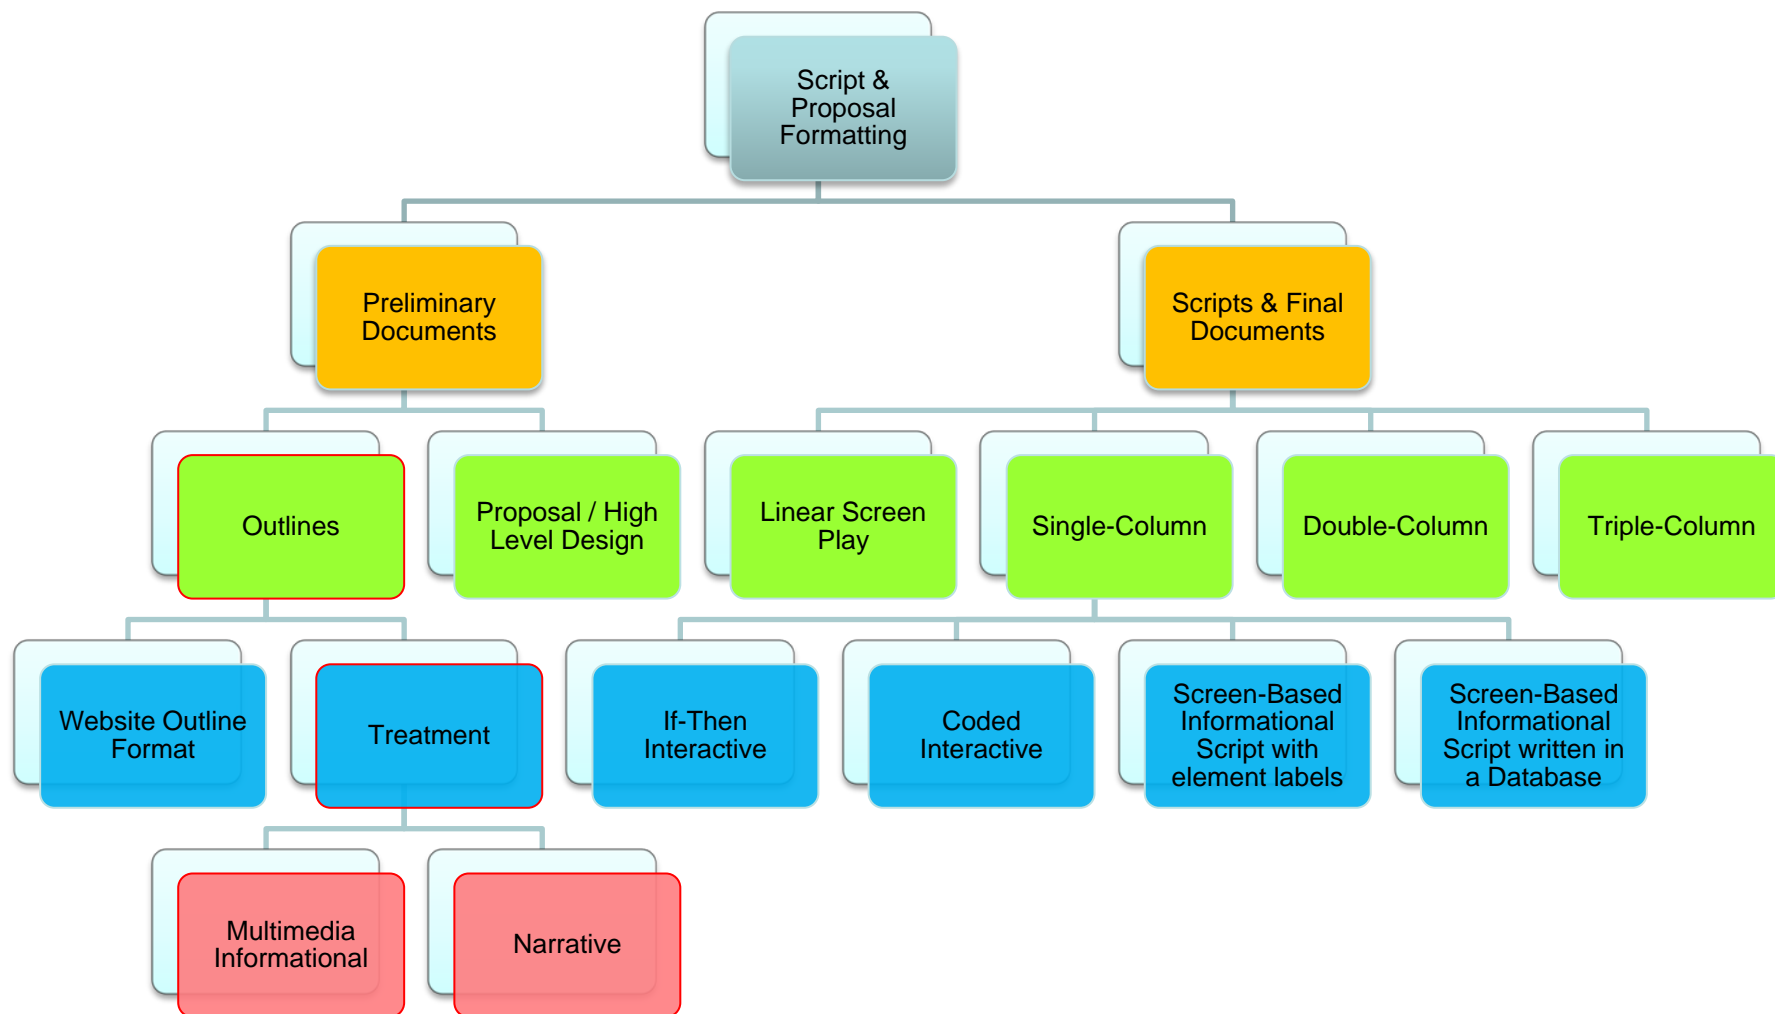 Script &
Proposal
Formatting
Preliminary
Documents
Scripts & Final
Documents
Outlines
Proposal / High
Level Design
Linear Screen
Play
Single-Column
Double-Column
Triple-Column
Website Outline
Format
Treatment
If-Then
Interactive
Coded
Interactive
Screen-Based
Informational
Script with
element labels
Screen-Based
Informational
Script written in
a Database
Multimedia
Informational
Narrative